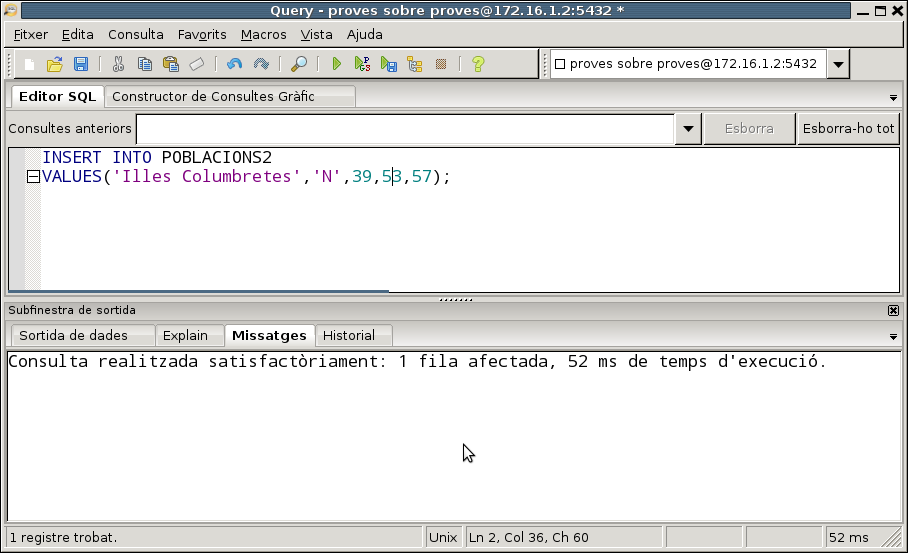 Query - proves sobre proves@172.16.1.2:5432 *
Fitxer Edita Consulta Favorits Macros Vista Ajuda
proves sobre proves@172.16.1.2:5432
Editor SQL Constructor de Consultes Gràfic
Consultes anteriors Esborra Esborra-ho tot
INSERT INTO POBLACIONS2
VALUES('Illes Columbretes','N',39,53,57);
Subfinestra de sortida
Sortida de dades Explain Missatges Historial
Consulta realitzada satisfactòriament: 1 fila afectada, 52 ms de temps d'execució.
1 registre trobat. Unix Ln 2, Col 36, Ch 60 52 ms